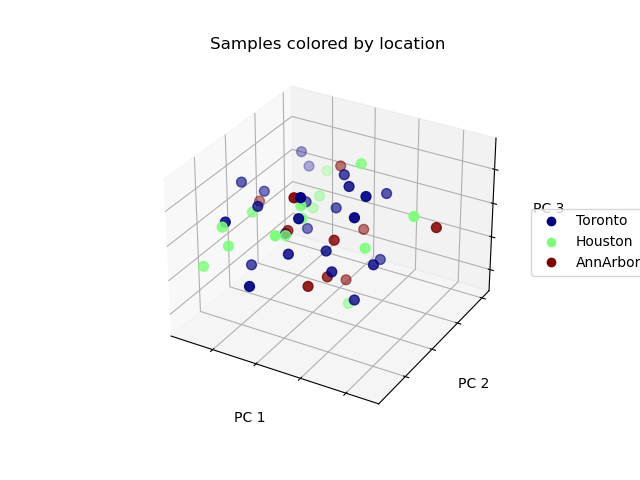 Samples colored by location
PC 3
Toronto
Houston
AnnArbor
PC 2
PC 1